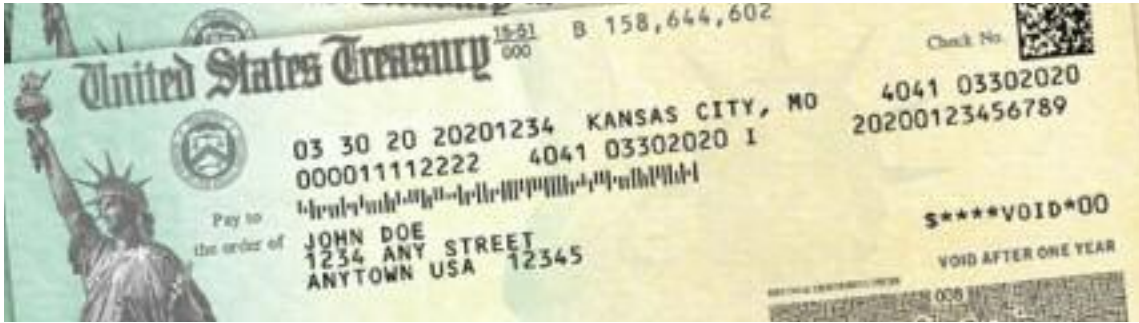 United States Treasury 15-51 000 B 158,644,602
Check No.
03 30 20 20201234 KANSAS CITY, MO 4041 03302020
000011112222 4041 03302020 I 20200123456789
Pay to
the order of JOHN DOE
1234 ANY STREET
ANYTOWN USA 12345
$****VOID*00
VOID AFTER ONE YEAR
008